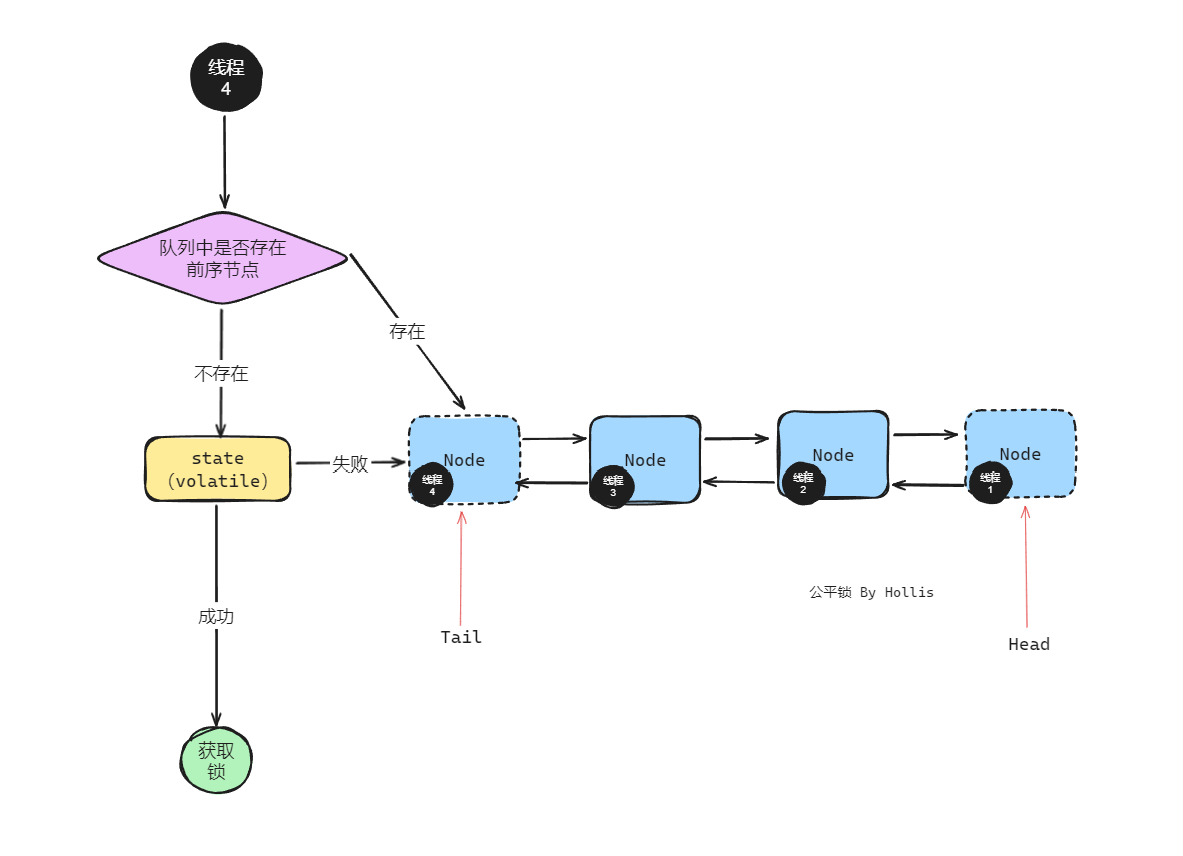 线程
4
队列中是否存在
前序节点
存在
不存在
state
（volatile）
失败
Node
线程
4
Node
线程
3
Node
线程
2
Node
线程
1
公平锁 By Hollis
成功
Tail
Head
获取
锁